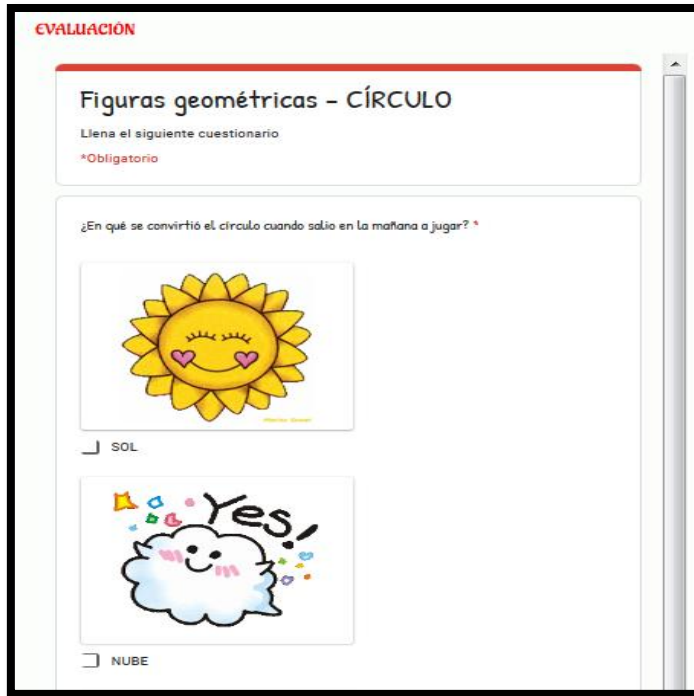 EVALUACIÓN
Figuras geométricas - CÍRCULO
Llena el siguiente cuestionario
*Obligatorio
¿En qué se convirtió el círculo cuando salio en la mañana a jugar? *
SOL
Yes!
NUBE